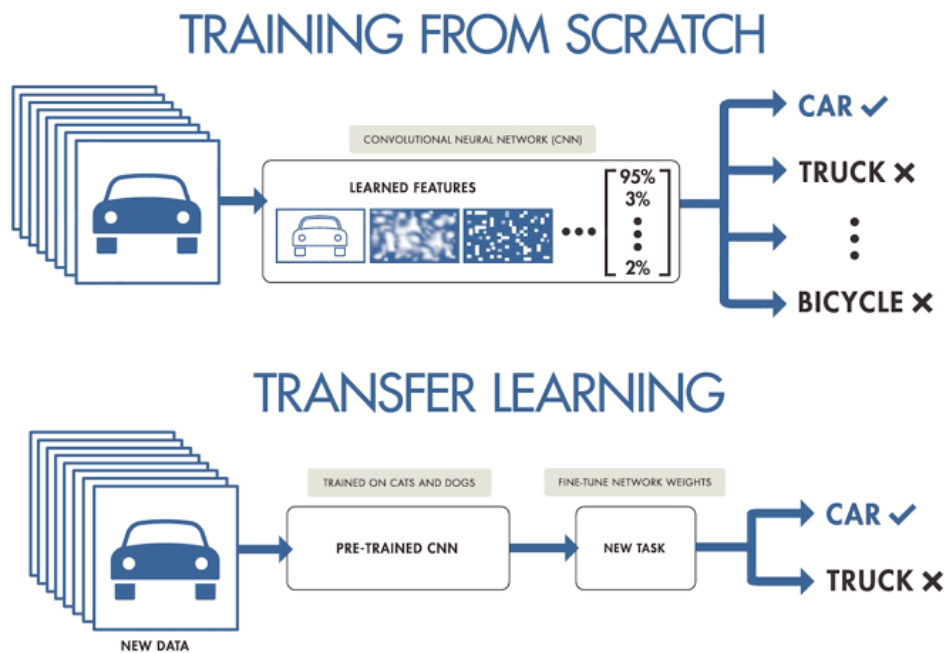 TRAINING FROM SCRATCH
CONVOLUTIONAL NEURAL NETWORK (CNN)
LEARNED FEATURES
95%
3%
2%
CAR
TRUCK
BICYCLE
TRANSFER LEARNING
TRAINED ON CATS AND DOGS
FINE-TUNE NETWORK WEIGHTS
PRE-TRAINED CNN
NEW TASK
CAR
TRUCK
NEW DATA